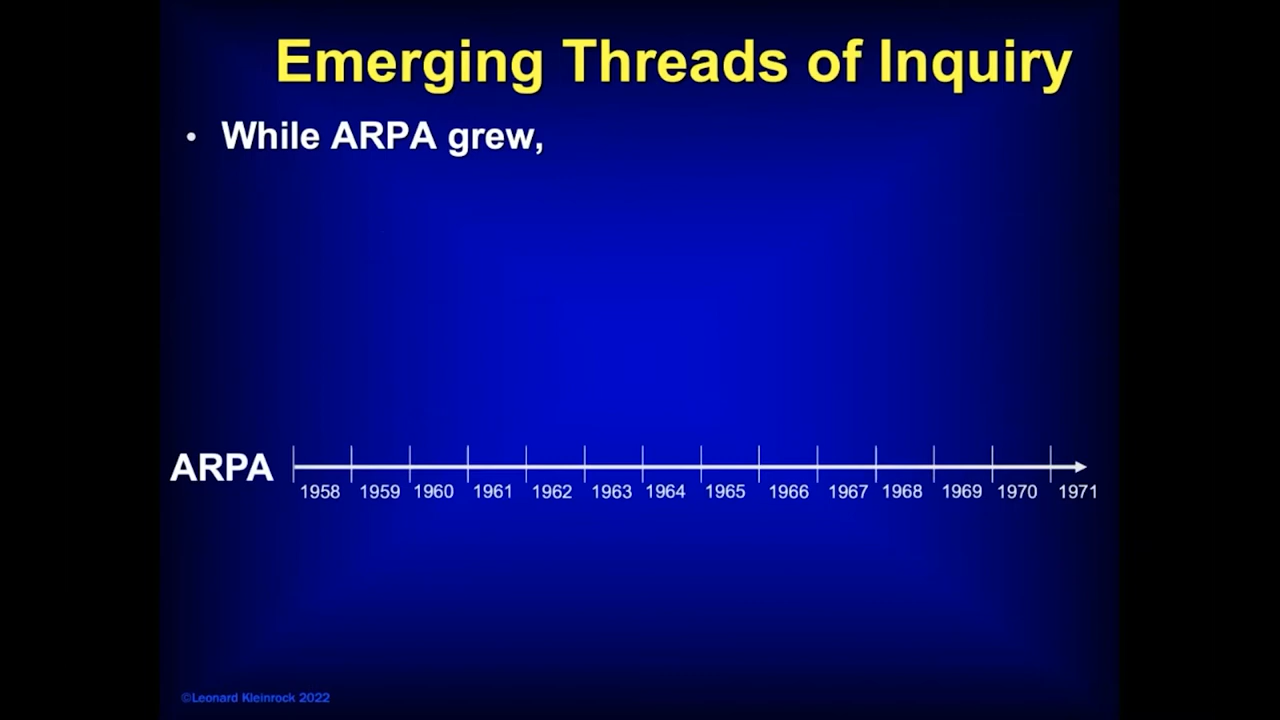 Emerging Threads of Inquiry
• While ARPA grew,
ARPA
1958 1959 1960 1961 1962 1963 1964 1965 1966 1967 1968 1969 1970 1971
©Leonard Kleinrock 2022